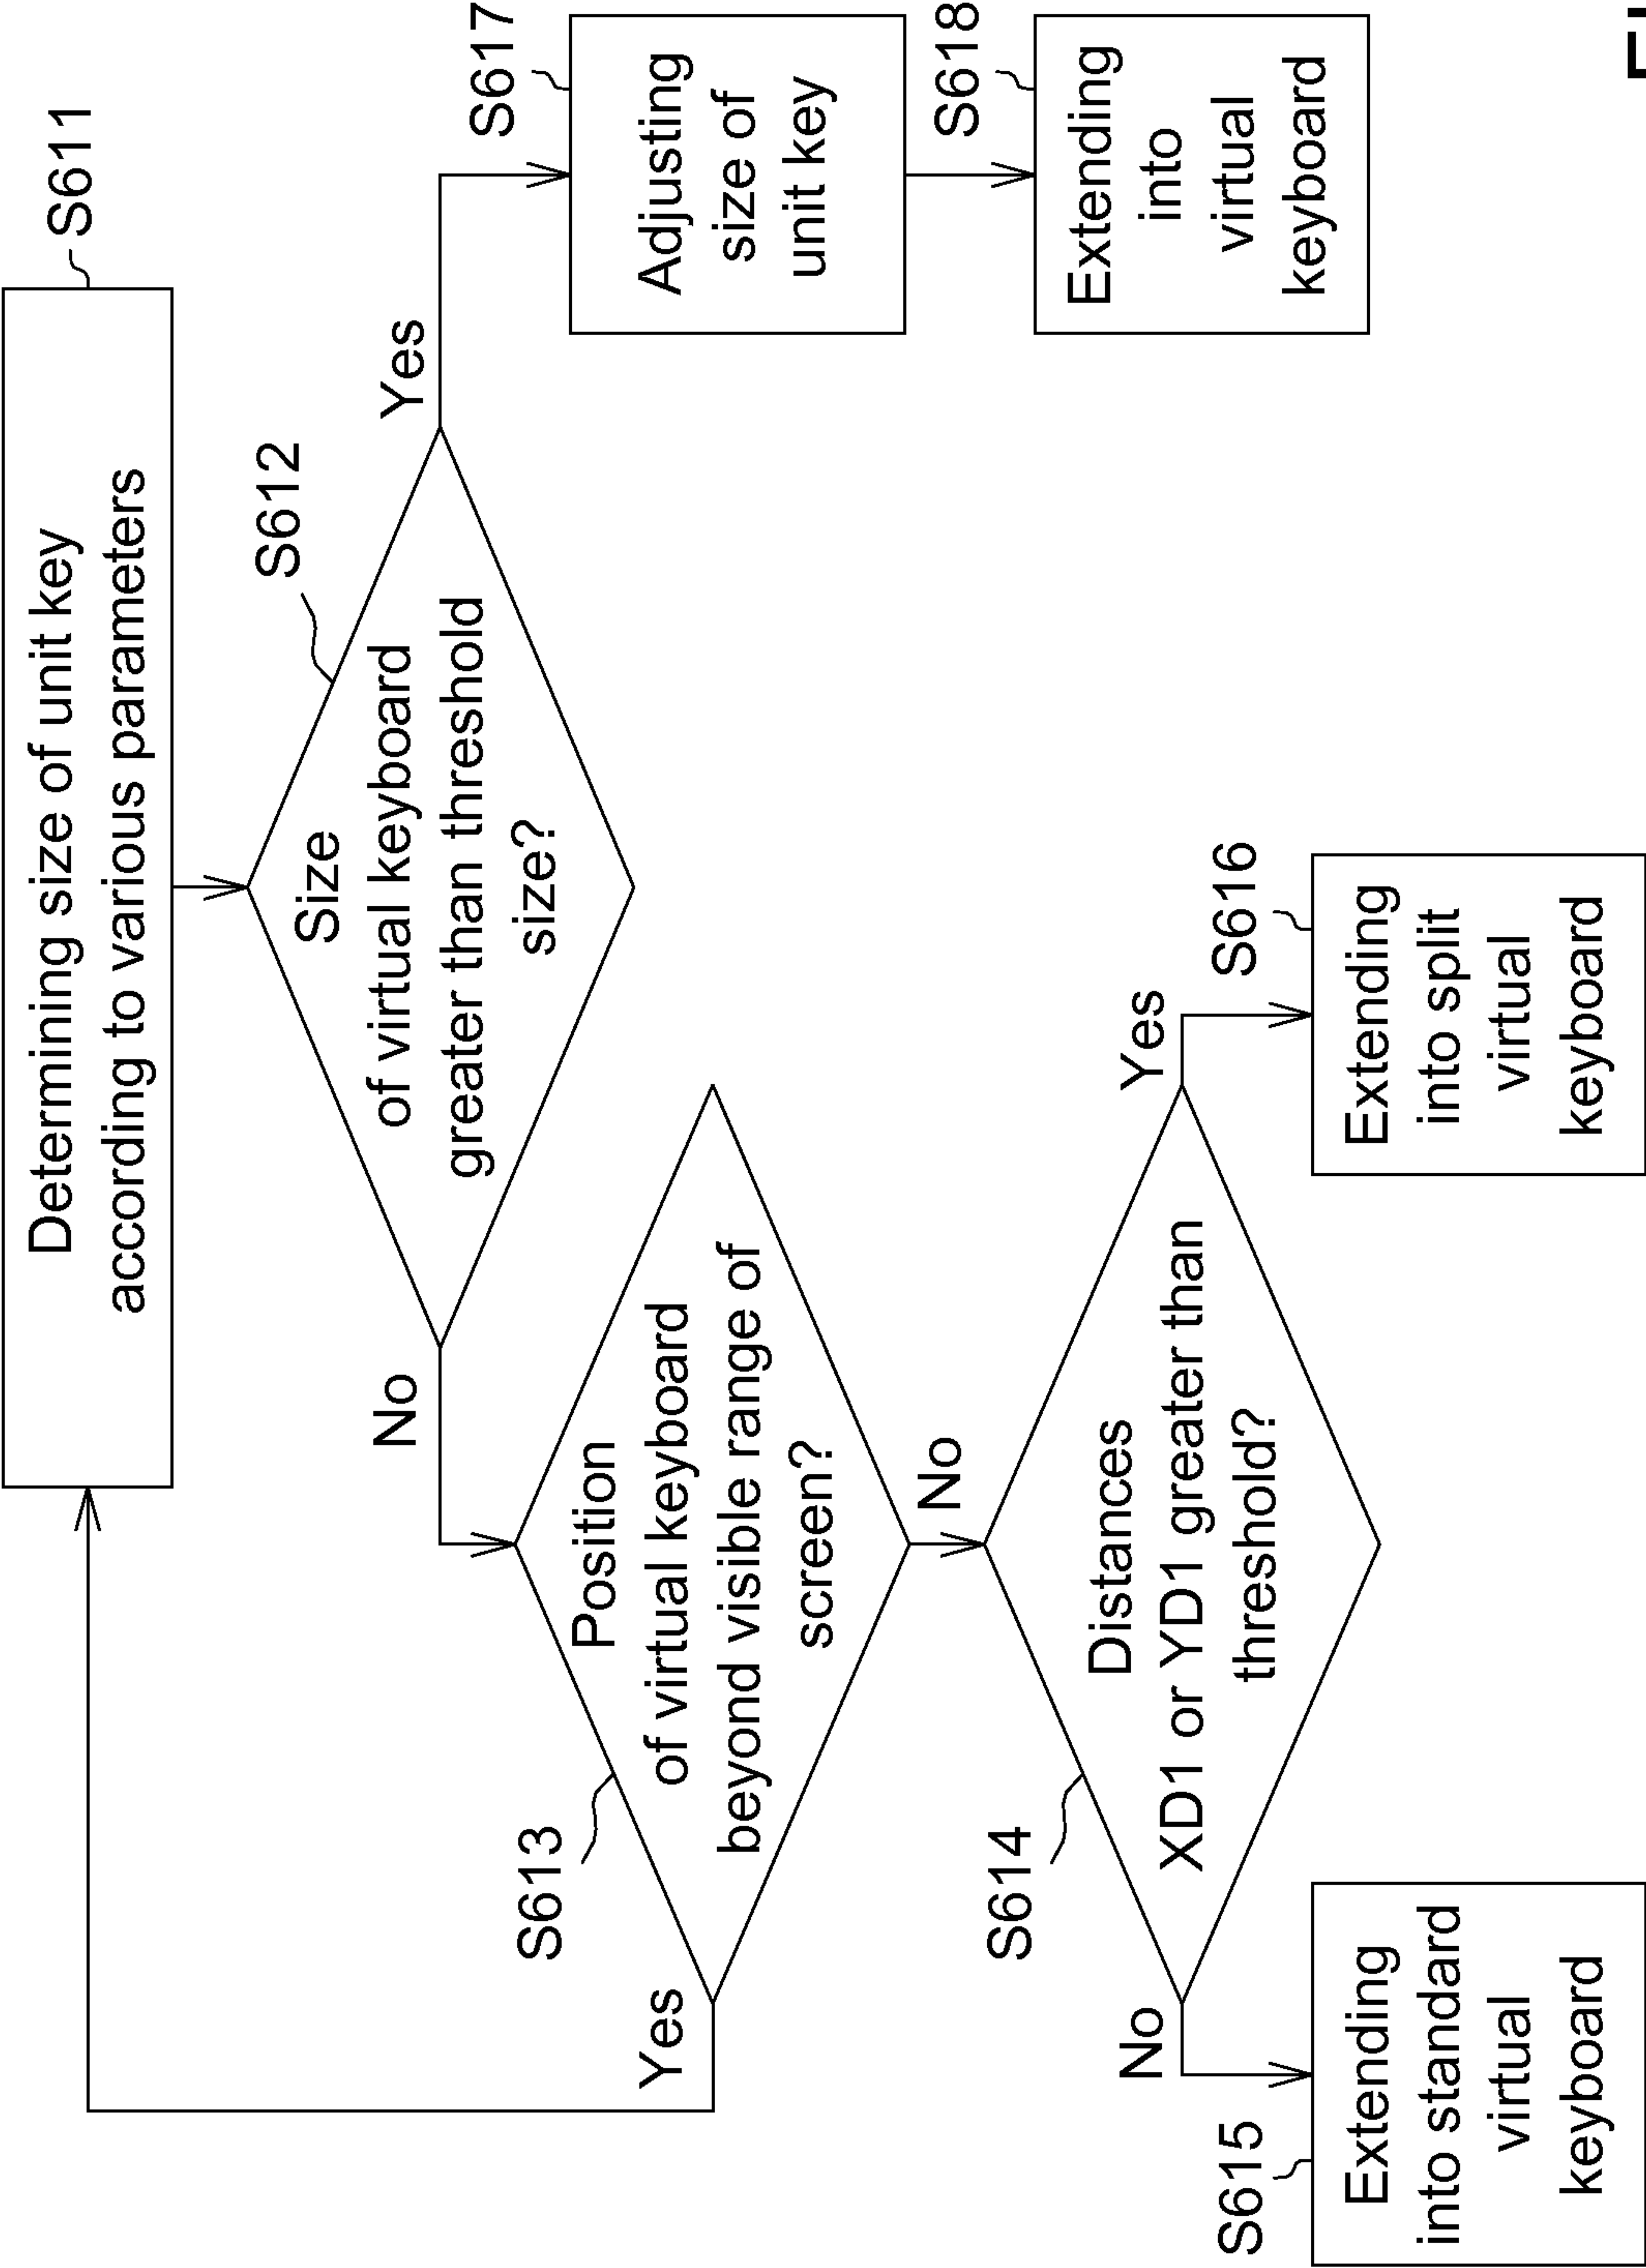 S611
Determining size of unit key
according to various parameters
S612
Size
of virtual keyboard
greater than threshold
size?
Yes
No
S617
Adjusting
size of
unit key
S618
Extending
into
virtual
keyboard
S613
Position
of virtual keyboard
beyond visible range of
screen?
Yes
No
S614
Distances
XD1 or YD1 greater than
threshold?
No
Yes
S615
Extending
into standard
virtual
keyboard
S616
Extending
into split
virtual
keyboard